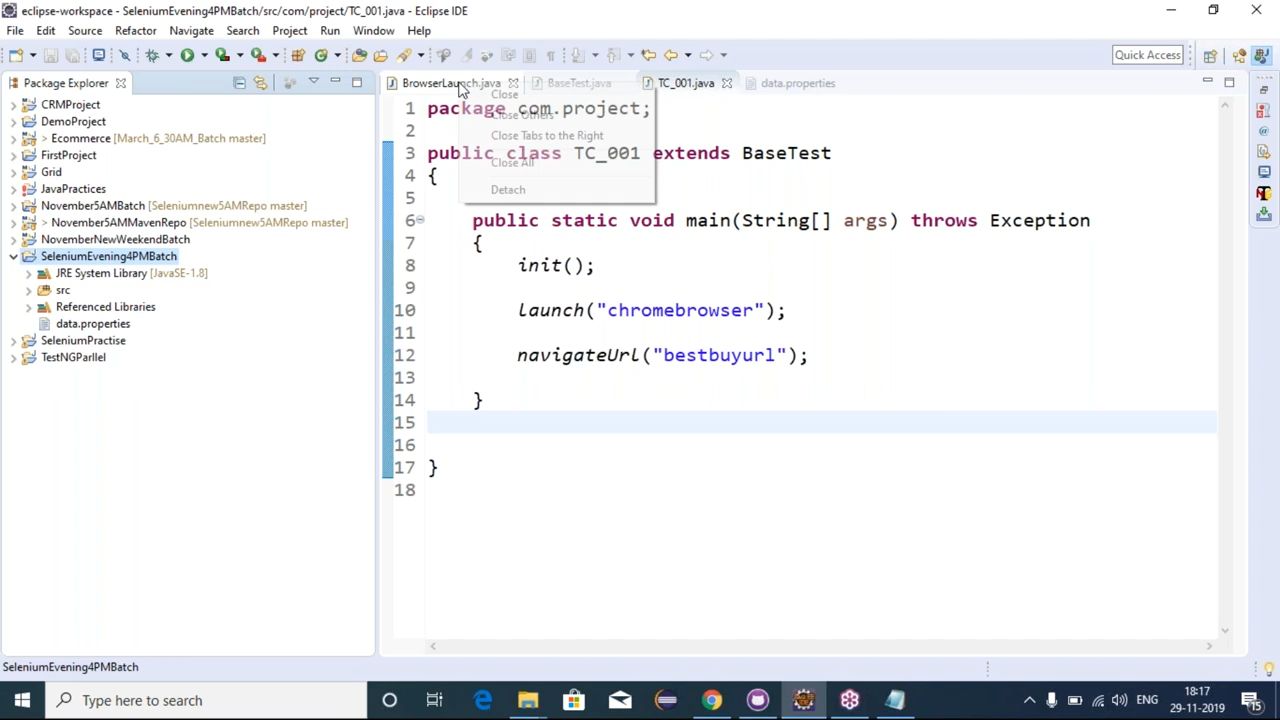 eclipse-workspace - SeleniumEvening4PMBatch/src/com/project/TC_001.java - Eclipse IDE
File Edit Source Refactor Navigate Search Project Run Window Help
Quick Access
Package Explorer
BrowserLaunch.java BaseTest.java TC_001.java data.properties
Close
Close Others
Close Tabs to the Right
Close All
Detach
CRMProject
DemoProject
> Ecommerce [March_6_30AM_Batch master]
FirstProject
Grid
JavaPractices
November5AMBatch [Seleniumnew5AMRepo master]
> November5AMMavenRepo [Seleniumnew5AMRepo master]
NovemberNewWeekendBatch
SeleniumEvening4PMBatch
JRE System Library [JavaSE-1.8]
src
Referenced Libraries
data.properties
SeleniumPractise
TestNGParllel
1 package com.project;
2
3 public class TC_001 extends BaseTest
4 {
5
6 public static void main(String[] args) throws Exception
7 {
8 init();
9
10 launch("chromebrowser");
11
12 navigateUrl("bestbuyurl");
13
14 }
15
16
17 }
18
SeleniumEvening4PMBatch
Type here to search
ENG
18:17
29-11-2019
15